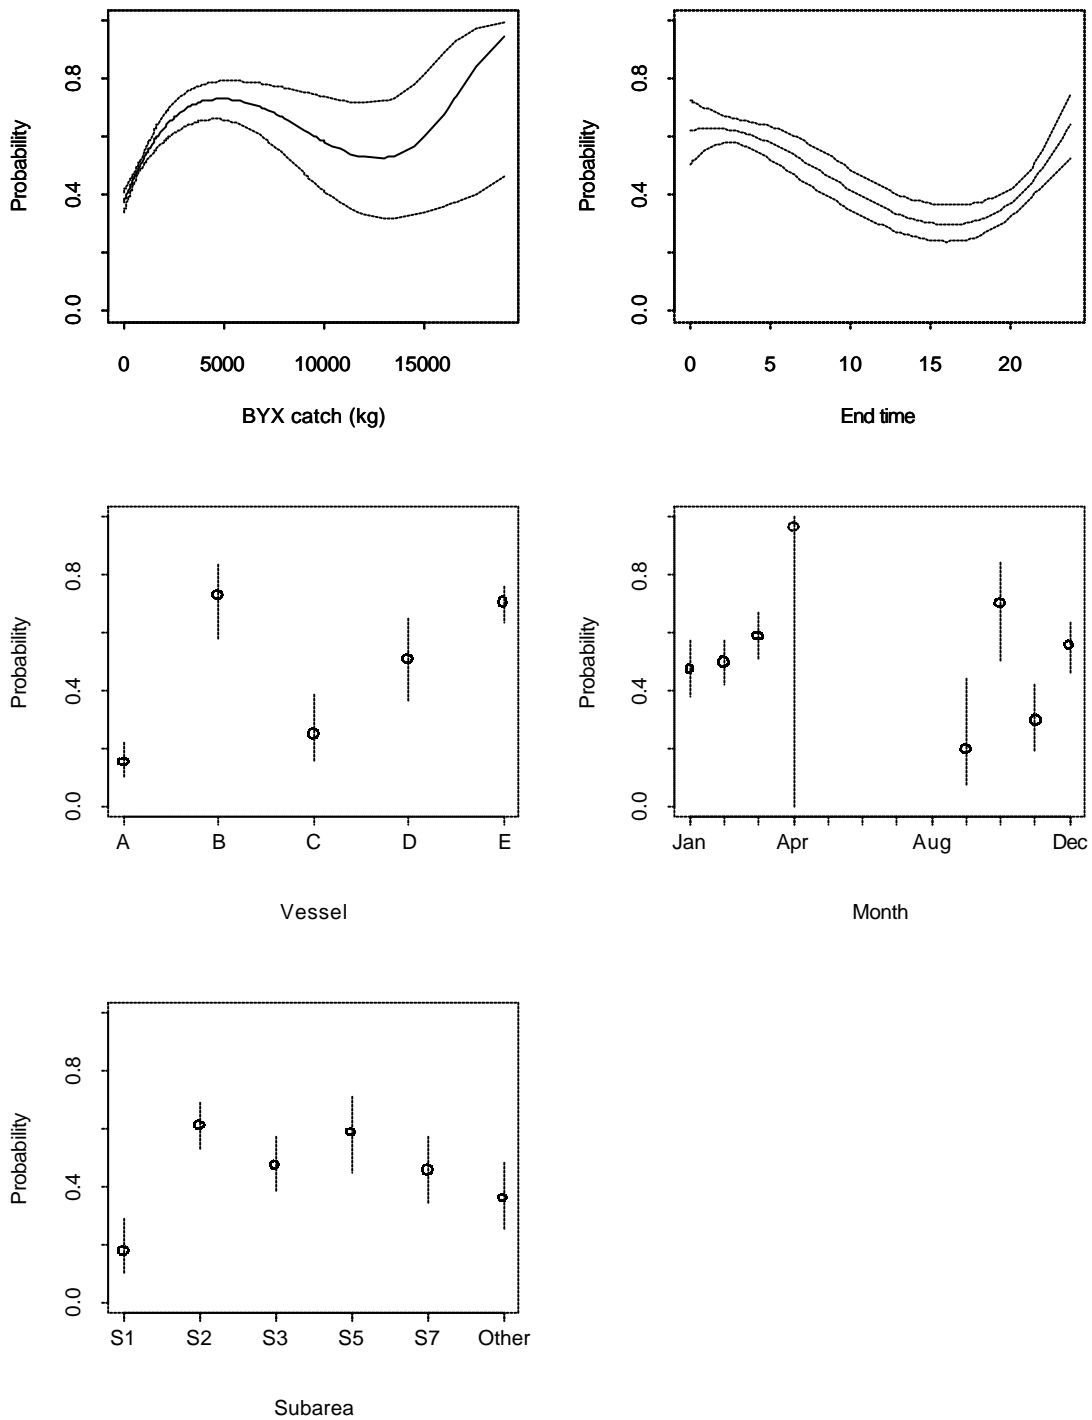 Probability
0.8
0.4
0.0
0 5000 10000 15000
BYX catch (kg)
Probability
0.8
0.4
0.0
0 5 10 15 20
End time
Probability
0.8
0.4
0.0
A B C D E
Vessel
Probability
0.8
0.4
0.0
Jan Apr Aug Dec
Month
Probability
0.8
0.4
0.0
S1 S2 S3 S5 S7 Other
Subarea